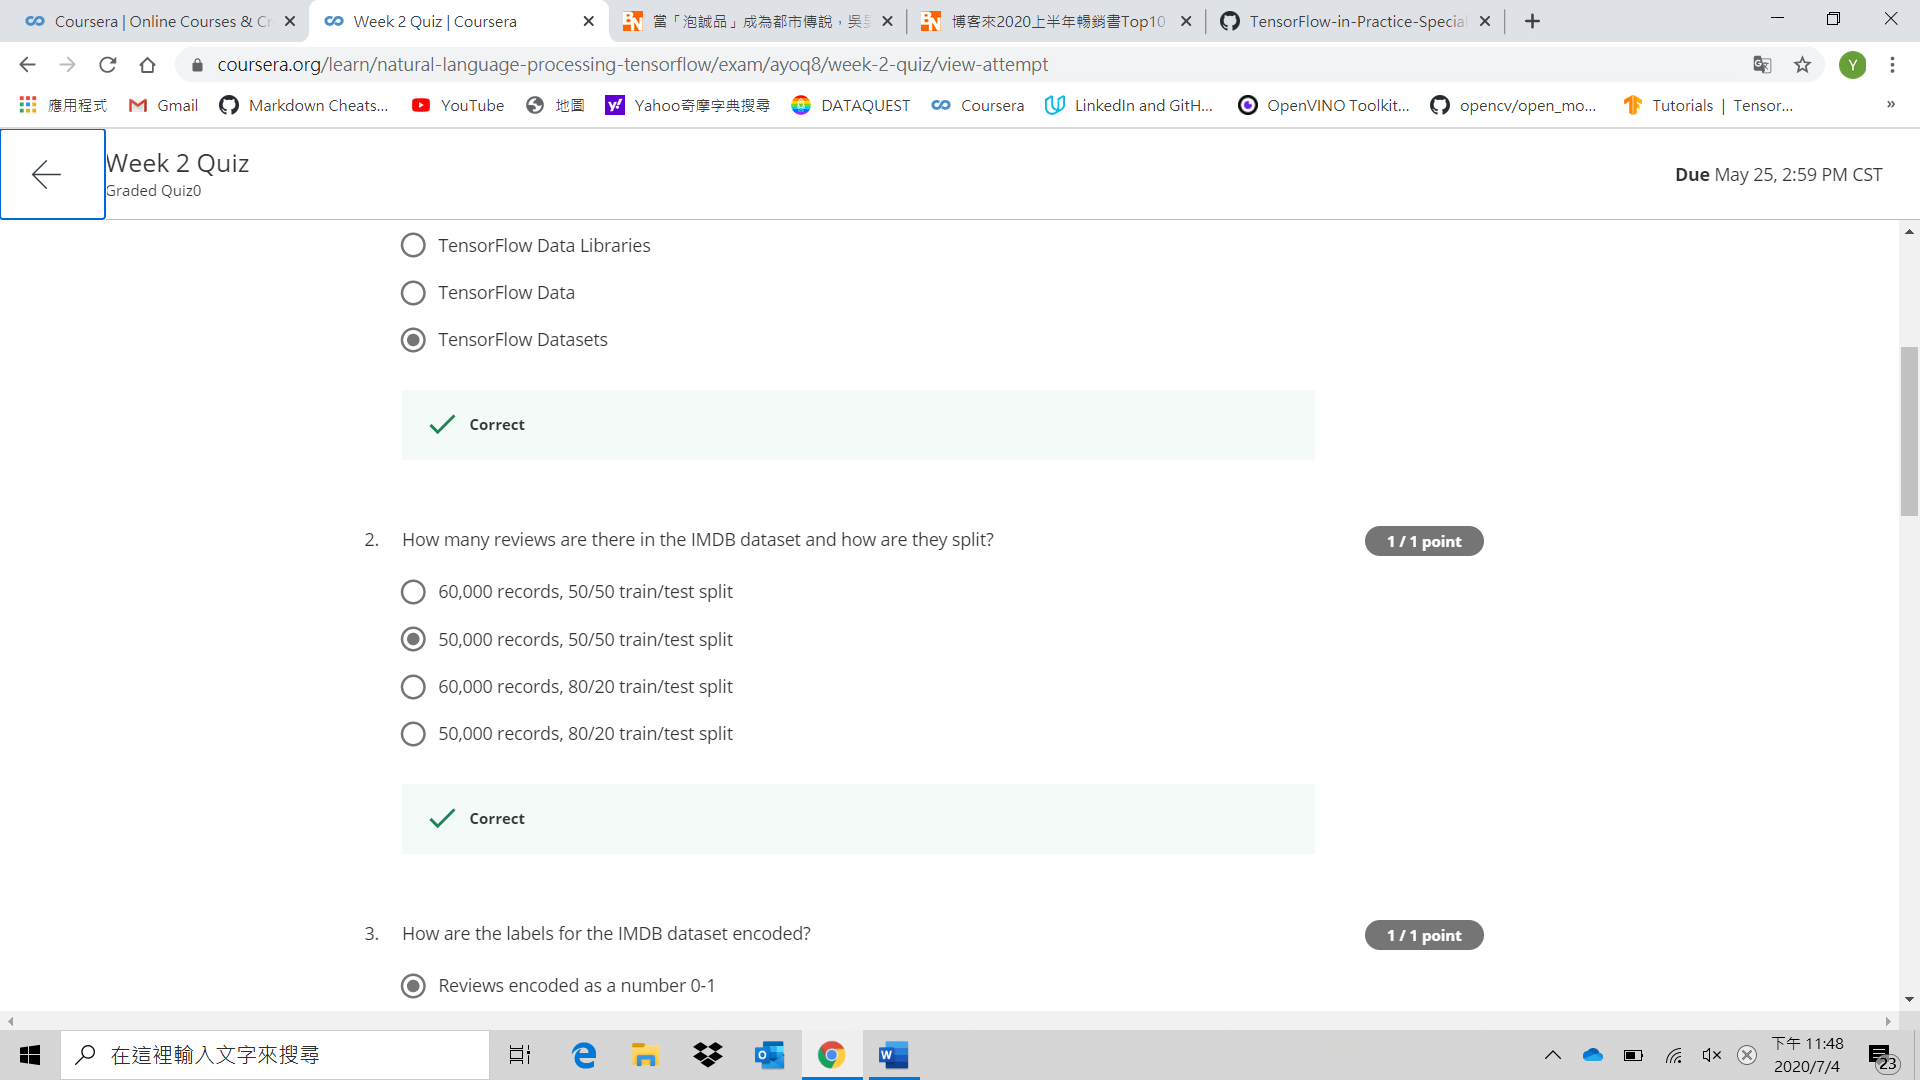 Coursera | Online Courses & Cr
Week 2 Quiz | Coursera
當「泡誠品」成為都市傳說，吳
博客來2020上半年暢銷書Top10
TensorFlow-in-Practice-Special
coursera.org/learn/natural-language-processing-tensorflow/exam/ayoq8/week-2-quiz/view-attempt
Y
應用程式
Gmail
Markdown Cheats...
YouTube
地圖
Yahoo奇摩字典搜尋
DATAQUEST
Coursera
LinkedIn and GitH...
OpenVINO Toolkit...
opencv/open_mo...
Tutorials | Tensor...
»
Week 2 Quiz
Graded Quiz0
Due May 25, 2:59 PM CST
TensorFlow Data Libraries
TensorFlow Data
TensorFlow Datasets
Correct
2. How many reviews are there in the IMDB dataset and how are they split?
1 / 1 point
60,000 records, 50/50 train/test split
50,000 records, 50/50 train/test split
60,000 records, 80/20 train/test split
50,000 records, 80/20 train/test split
Correct
3. How are the labels for the IMDB dataset encoded?
1 / 1 point
Reviews encoded as a number 0-1
在這裡輸入文字來搜尋
下午 11:48
2020/7/4
23